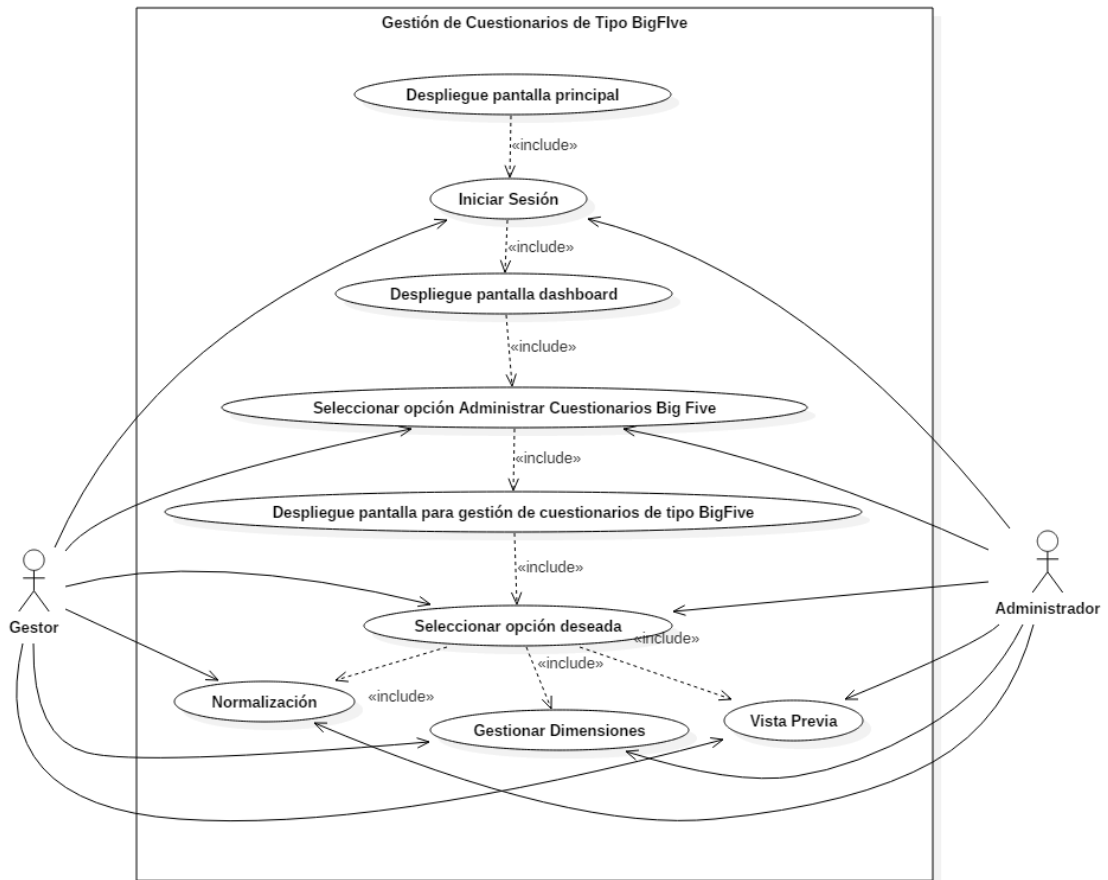 Gestión de Cuestionarios de Tipo BigFIve
Despliegue pantalla principal
«include»
Iniciar Sesión
«include»
Despliegue pantalla dashboard
«include»
Seleccionar opción Administrar Cuestionarios Big Five
«include»
Despliegue pantalla para gestión de cuestionarios de tipo BigFive
«include»
Gestor
Administrador
Seleccionar opción deseada
«include»
«include»
«include»
Normalización
Gestionar Dimensiones
Vista Previa